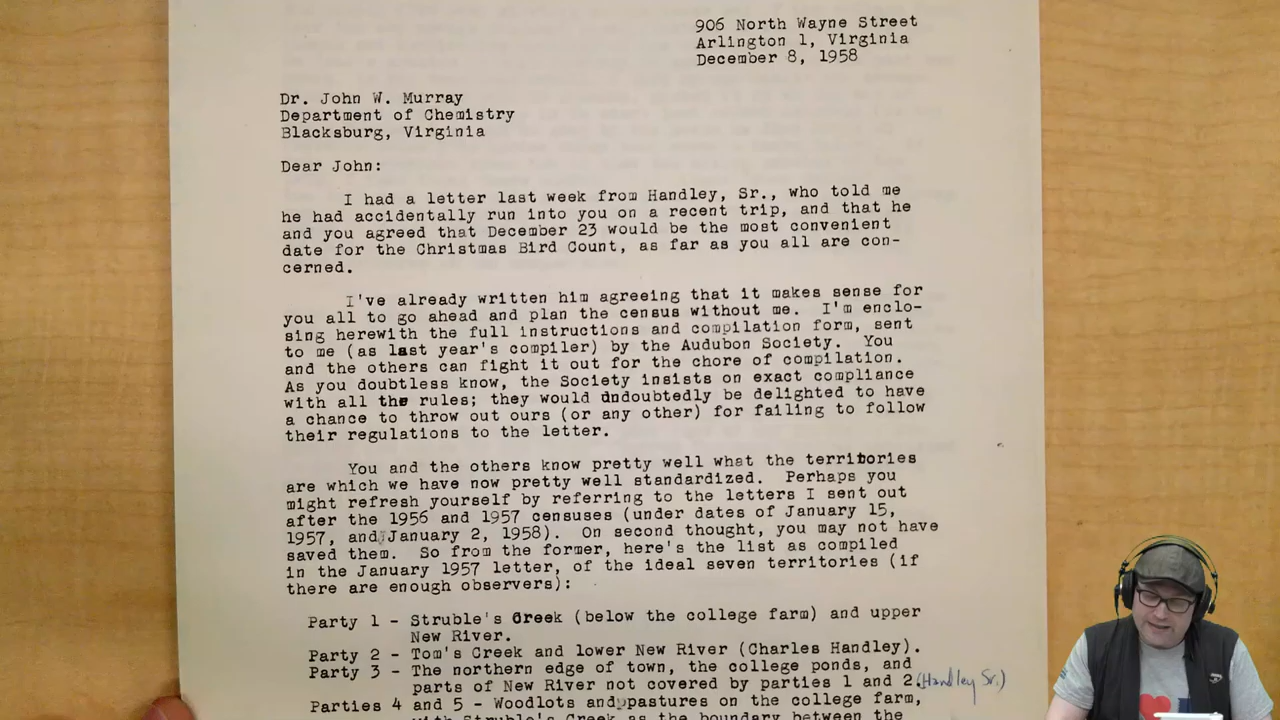 906 North Wayne Street
Arlington 1, Virginia
December 8, 1958
Dr. John W. Murray
Department of Chemistry
Blacksburg, Virginia
Dear John:
I had a letter last week from Handley, Sr., who told me
he had accidentally run into you on a recent trip, and that he
and you agreed that December 23 would be the most convenient
date for the Christmas Bird Count, as far as you all are con-
cerned.
I've already written him agreeing that it makes sense for
you all to go ahead and plan the census without me. I'm enclo-
sing herewith the full instructions and compilation form, sent
to me (as last year's compiler) by the Audubon Society. You
and the others can fight it out for the chore of compilation.
As you doubtless know, the Society insists on exact compliance
with all the rules; they would undoubtedly be delighted to have
a chance to throw out ours (or any other) for failing to follow
their regulations to the letter.
You and the others know pretty well what the territories
are which we have now pretty well standardized. Perhaps you
might refresh yourself by referring to the letters I sent out
after the 1956 and 1957 censuses (under dates of January 15,
1957, and January 2, 1958). On second thought, you may not have
saved them. So from the former, here's the list as compiled
in the January 1957 letter, of the ideal seven territories (if
there are enough observers):
Party 1 - Struble's Creek (below the college farm) and upper
New River.
Party 2 - Tom's Creek and lower New River (Charles Handley).
Party 3 - The northern edge of town, the college ponds, and
parts of New River not covered by parties 1 and 2. (Handley Sr.)
Parties 4 and 5 - Woodlots and pastures on the college farm,
with Struble's Creek as the boundary between the